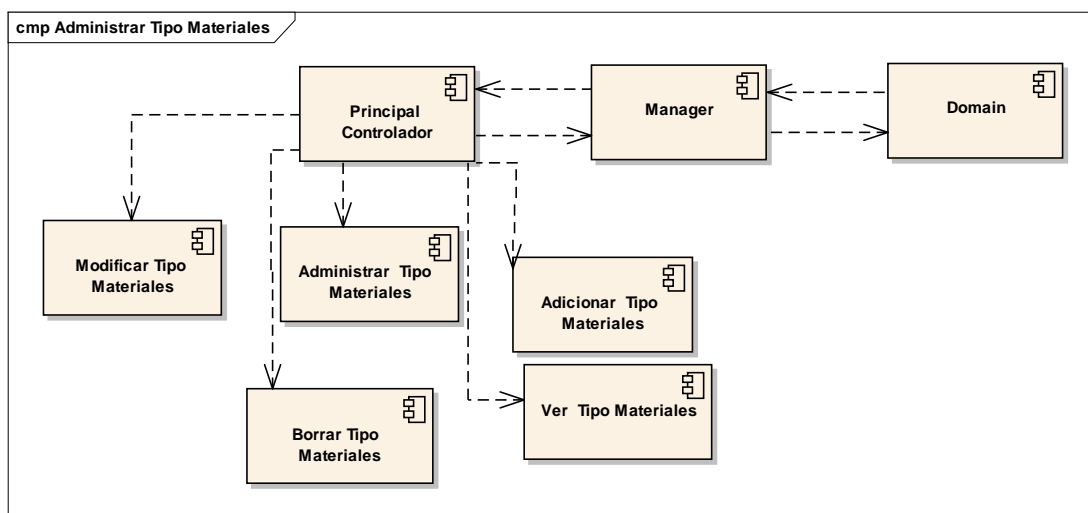 cmp Administrar Tipo Materiales
Principal
Controlador
Manager
Domain
Modificar Tipo
Materiales
Administrar Tipo
Materiales
Adicionar Tipo
Materiales
Ver Tipo Materiales
Borrar Tipo
Materiales